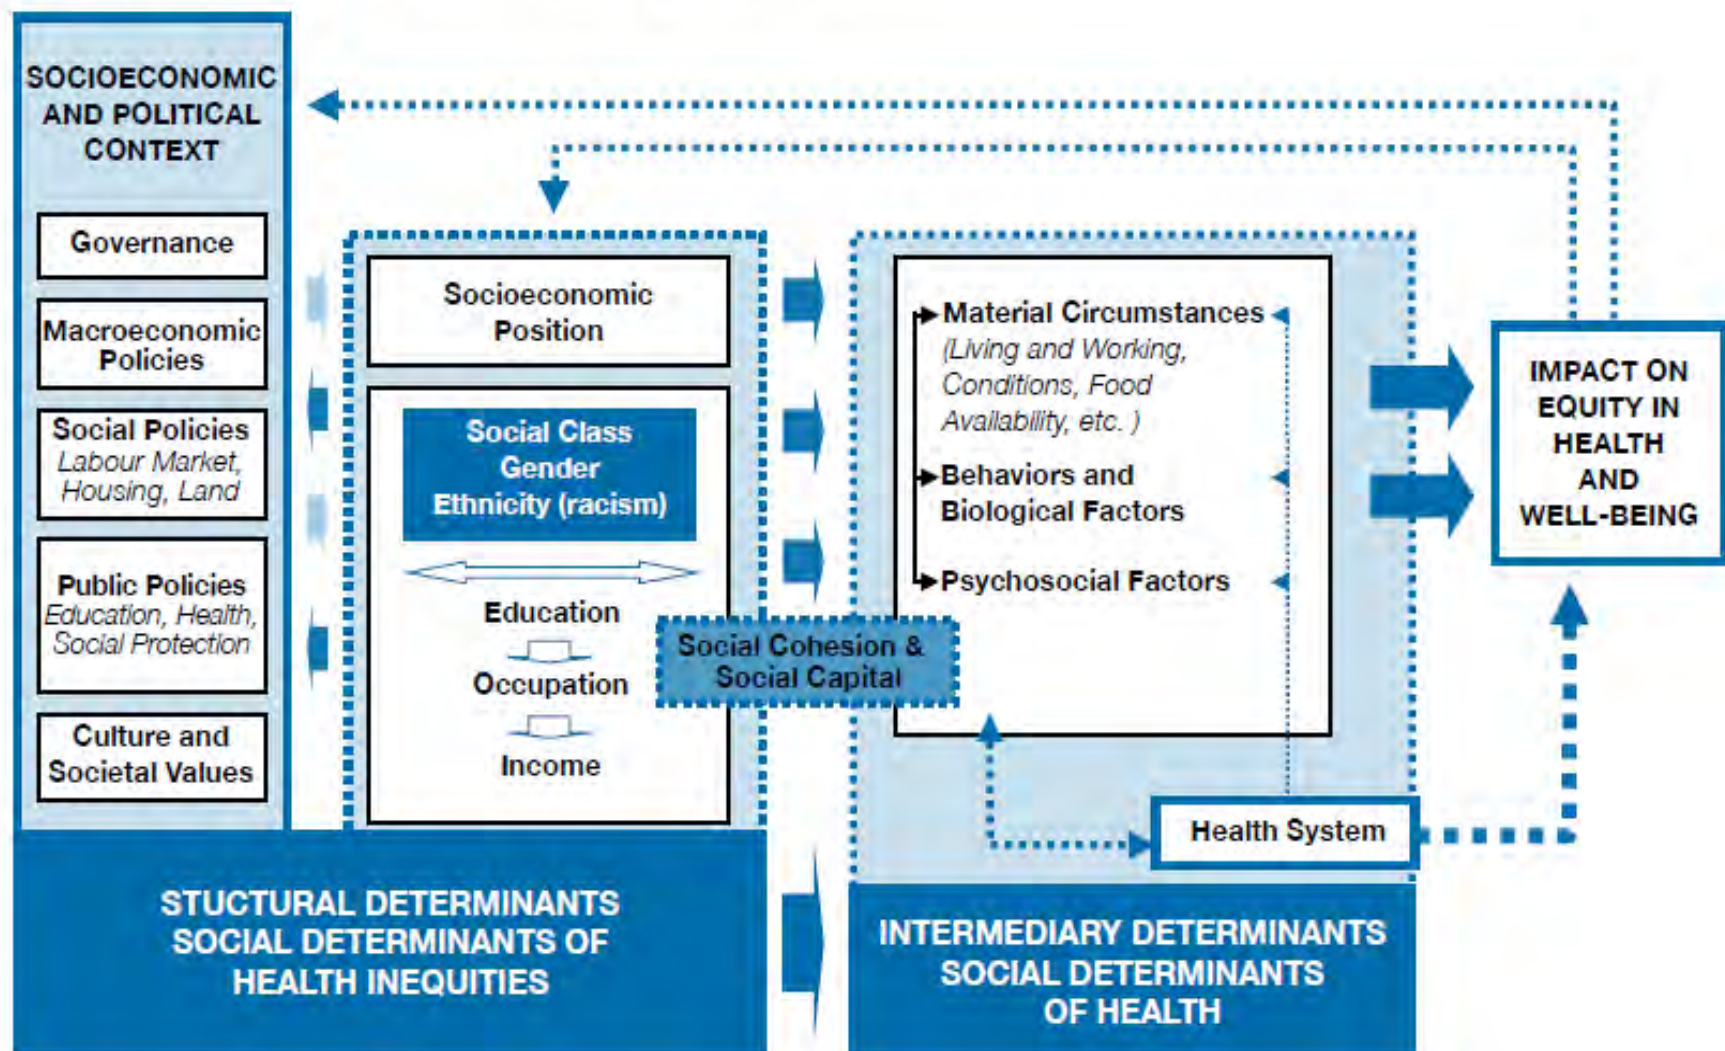 SOCIOECONOMIC
AND POLITICAL
CONTEXT
Governance
Macroeconomic
Policies
Social Policies
Labour Market,
Housing, Land
Public Policies
Education, Health,
Social Protection
Culture and
Societal Values
Socioeconomic
Position
Social Class
Gender
Ethnicity (racism)
Education
Occupation
Income
Social Cohesion &
Social Capital
Material Circumstances
(Living and Working,
Conditions, Food
Availability, etc. )
Behaviors and
Biological Factors
Psychosocial Factors
Health System
IMPACT ON
EQUITY IN
HEALTH
AND
WELL-BEING
STUCTURAL DETERMINANTS
SOCIAL DETERMINANTS OF
HEALTH INEQUITIES
INTERMEDIARY DETERMINANTS
SOCIAL DETERMINANTS
OF HEALTH